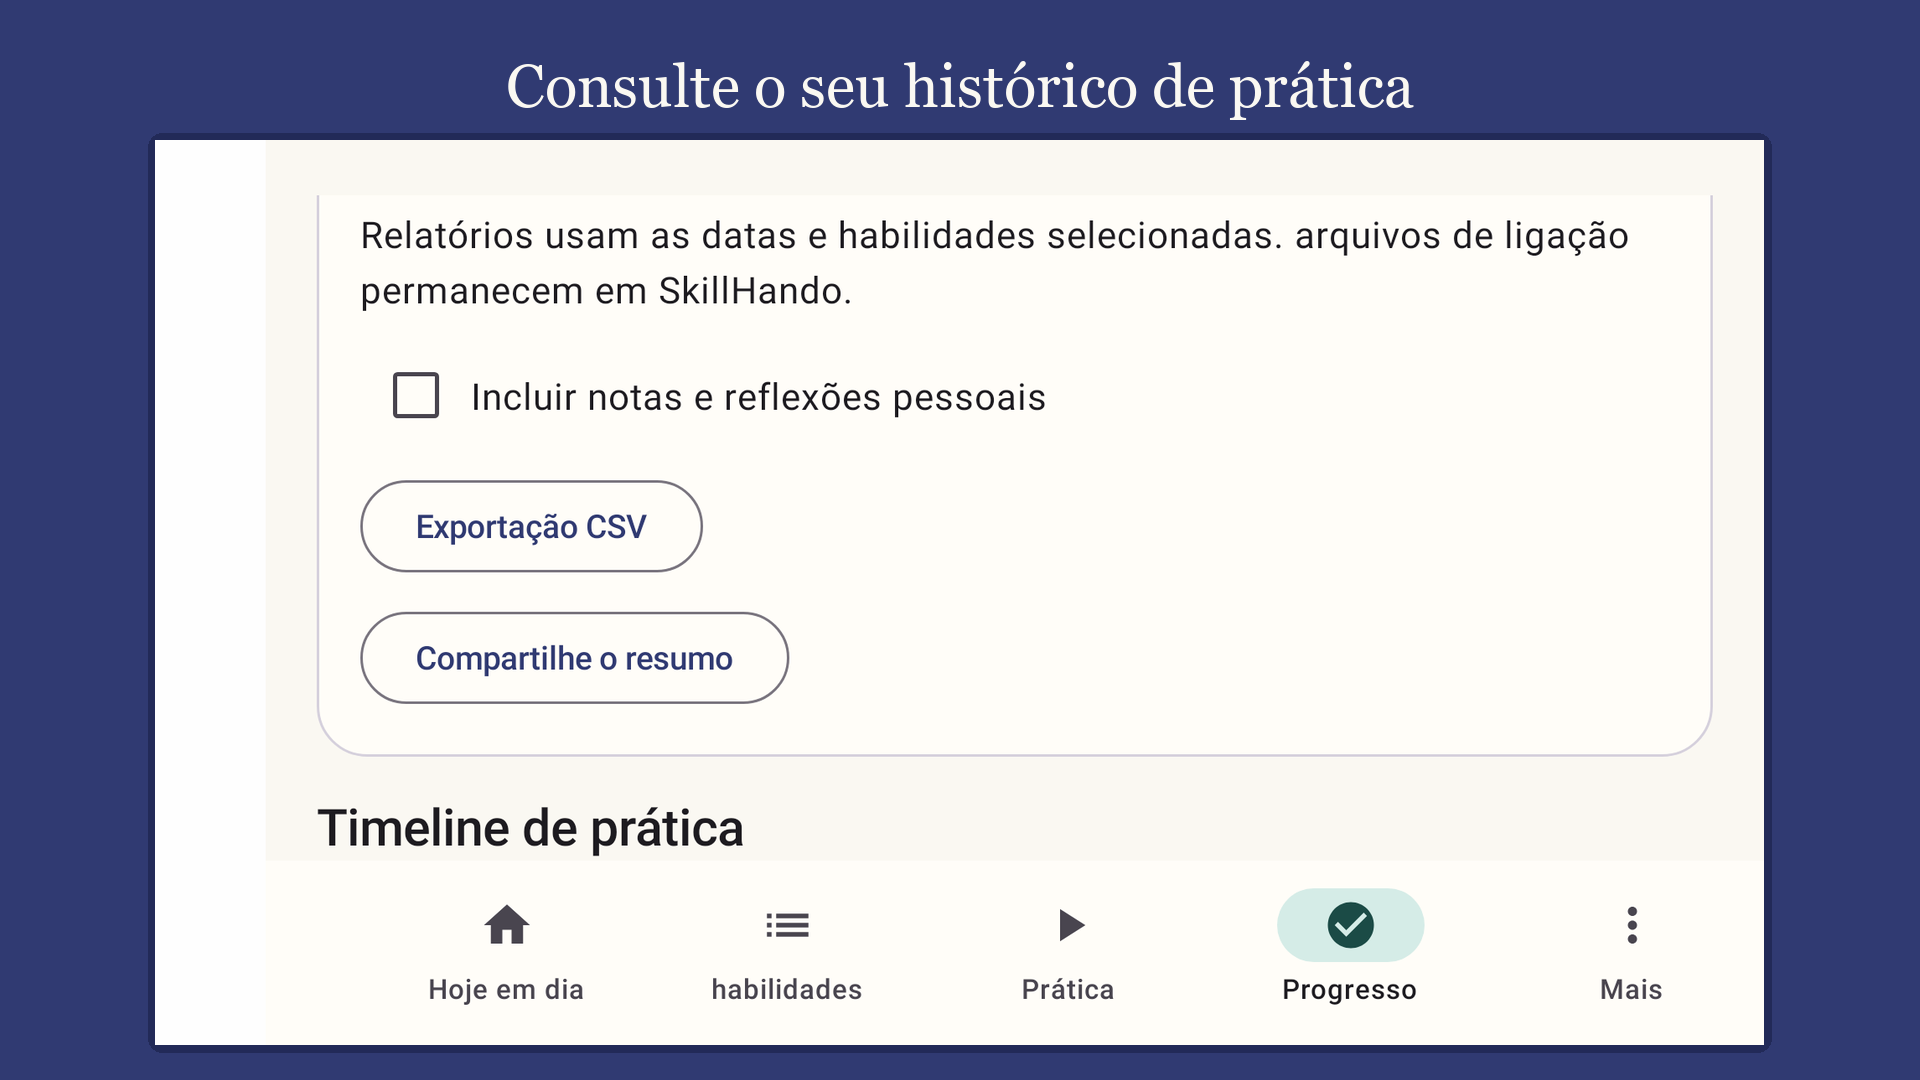 Consulte o seu histórico de prática
Relatórios usam as datas e habilidades selecionadas. arquivos de ligação
permanecem em SkillHando.
Incluir notas e reflexões pessoais
Exportação CSV
Compartilhe o resumo
Timeline de prática
Hoje em dia
habilidades
Prática
Progresso
Mais